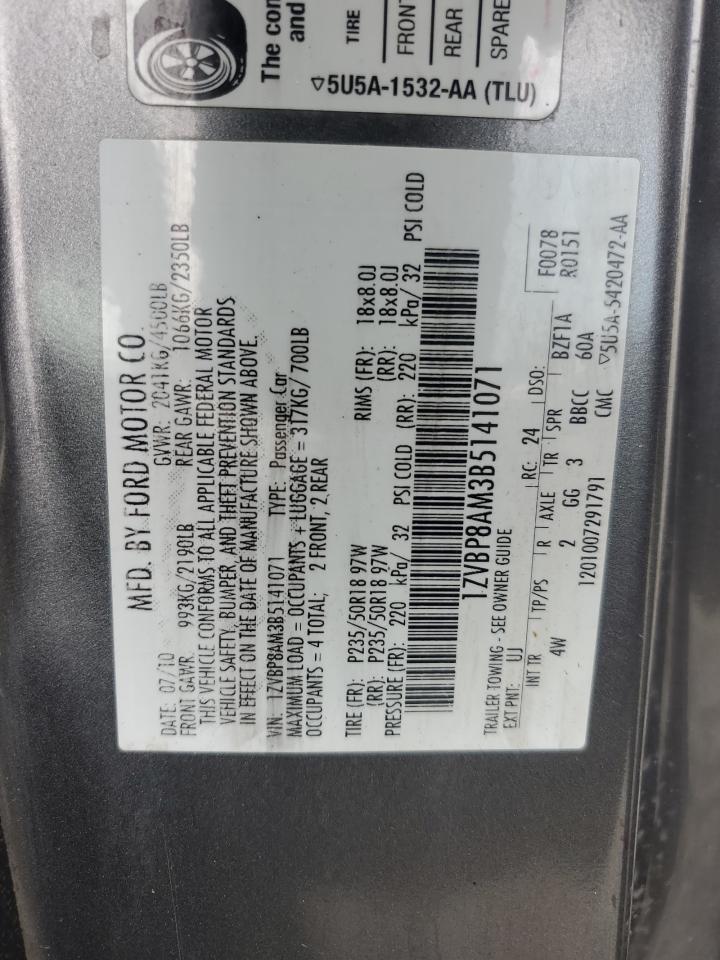 The con
and
TIRE
FRONT
REAR
SPARE
▽5U5A-1532-AA (TLU)
MFD. BY FORD MOTOR CO.
DATE: 07/10 GVWR: 2041KG/4500LB
FRONT GAWR: 993KG/2190LB REAR GAWR: 1066KG/2350LB
THIS VEHICLE CONFORMS TO ALL APPLICABLE FEDERAL MOTOR
VEHICLE SAFETY, BUMPER, AND THEFT PREVENTION STANDARDS
IN EFFECT ON THE DATE OF MANUFACTURE SHOWN ABOVE.
VIN: 1ZVBP8AM3B5141071 TYPE: Passenger Car
MAXIMUM LOAD = OCCUPANTS + LUGGAGE = 317KG/ 700LB
OCCUPANTS = 4 TOTAL; 2 FRONT, 2 REAR
TIRE (FR): P235/50R18 97W RIMS (FR): 18x8.0J
(RR): P235/50R18 97W (RR): 18x8.0J
PRESSURE (FR): 220 kPa/ 32 PSI COLD (RR): 220 kPa/ 32 PSI COLD
1ZVBP8AM3B5141071
TRAILER TOWING - SEE OWNER GUIDE
EXT PNT: UJ RC: 24 DSO: F0078
R0151
INT TR TP/PS R AXLE TR SPR BZF1A
4W 2 GG 3 BBCC 60A
1201007291791 CMC ▽5U5A-5420472-AA